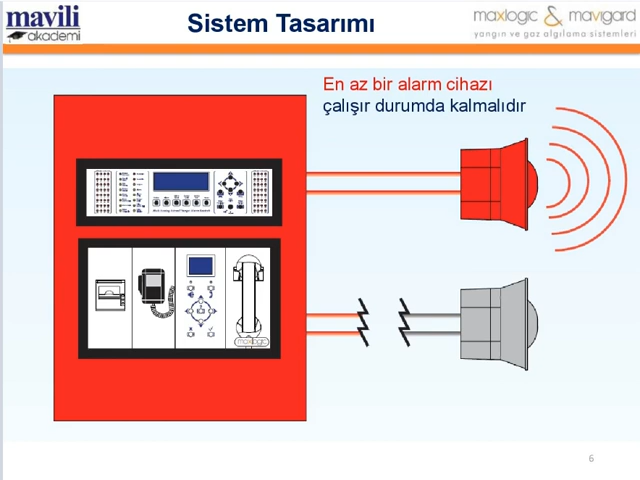 mavili
akademi
Sistem Tasarımı
maxlogic & mavigard
yangın ve gaz algılama sistemleri
En az bir alarm cihazı
çalışır durumda kalmalıdır
maxlogic
6